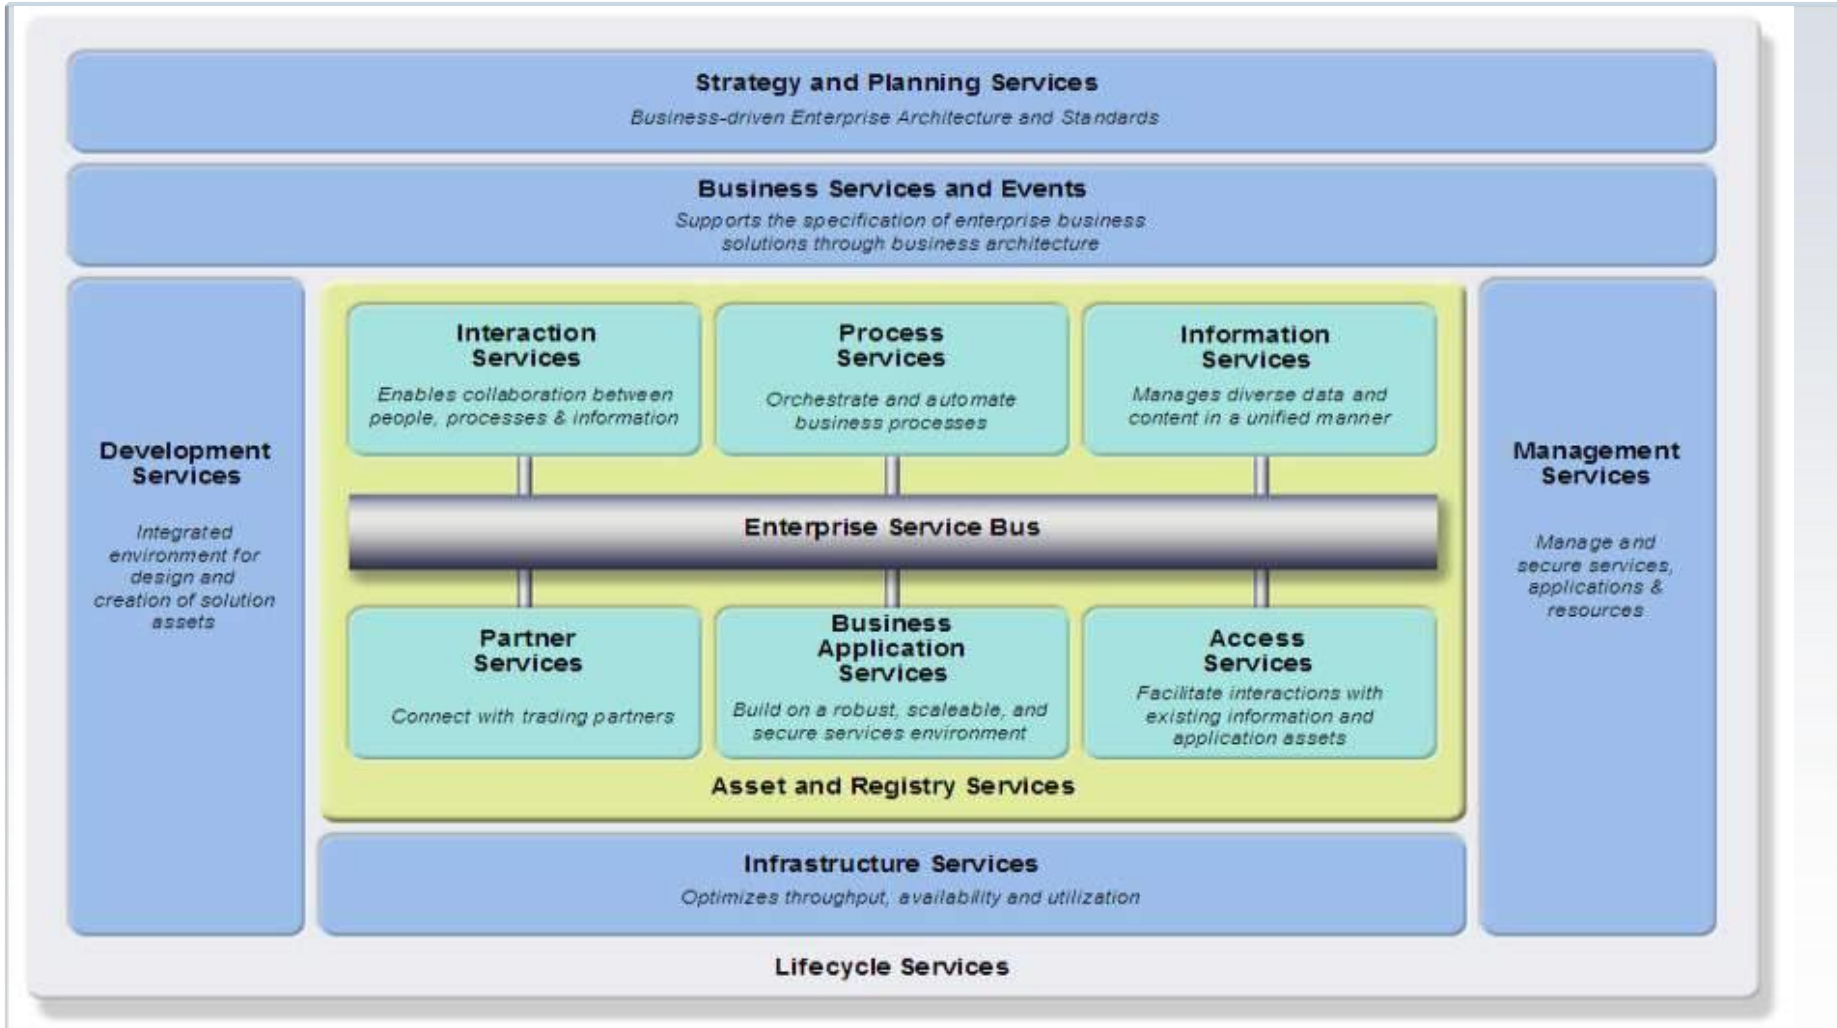 Strategy and Planning Services
Business-driven Enterprise Architecture and Standards
Business Services and Events
Supports the specification of enterprise business
solutions through business architecture
Development
Services
Integrated
environment for
design and
creation of solution
assets
Interaction
Services
Enables collaboration between
people, processes & information
Process
Services
Orchestrate and automate
business processes
Information
Services
Manages diverse data and
content in a unified manner
Enterprise Service Bus
Partner
Services
Connect with trading partners
Business
Application
Services
Build on a robust, scaleable, and
secure services environment
Access
Services
Facilitate interactions with
existing information and
application assets
Asset and Registry Services
Management
Services
Manage and
secure services,
applications &
resources
Infrastructure Services
Optimizes throughput, availability and utilization
Lifecycle Services